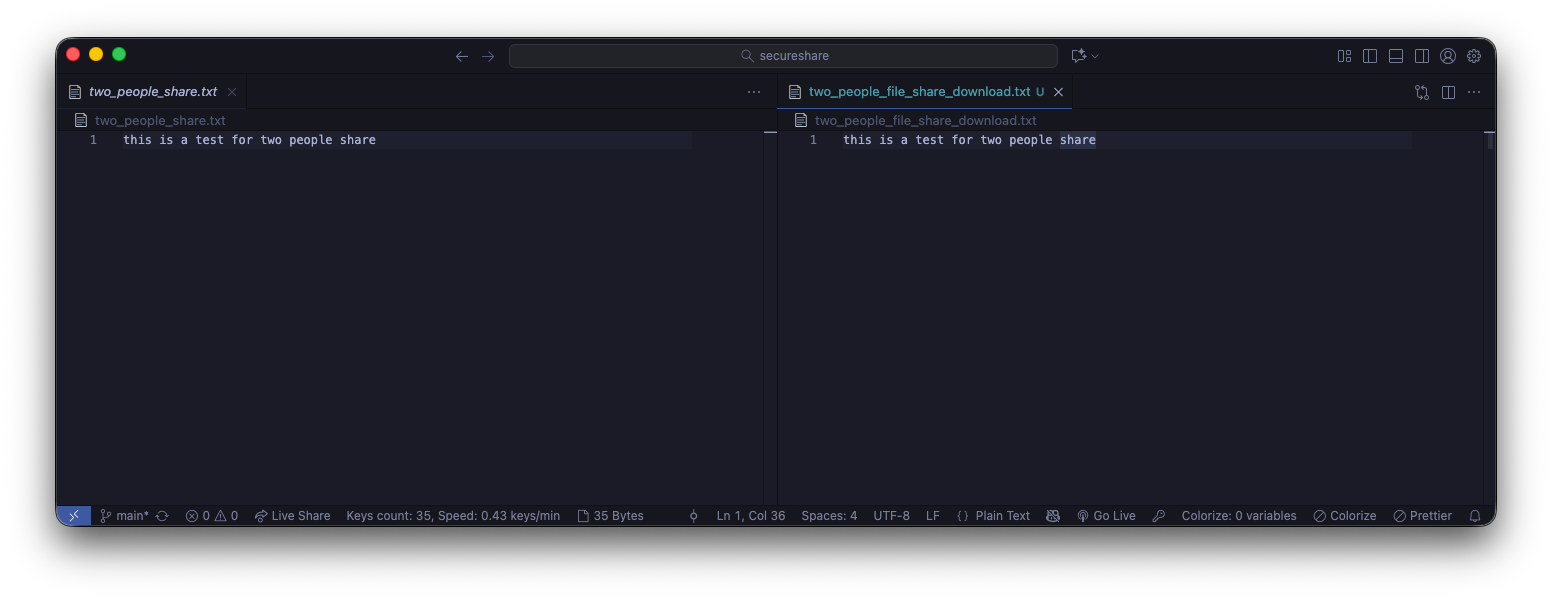 secureshare
two_people_share.txt
two_people_file_share_download.txt U
two_people_share.txt
two_people_file_share_download.txt
1 this is a test for two people share
1 this is a test for two people share
main* 0 0 Live Share Keys count: 35, Speed: 0.43 keys/min 35 Bytes Ln 1, Col 36 Spaces: 4 UTF-8 LF {} Plain Text Go Live Colorize: 0 variables Colorize Prettier